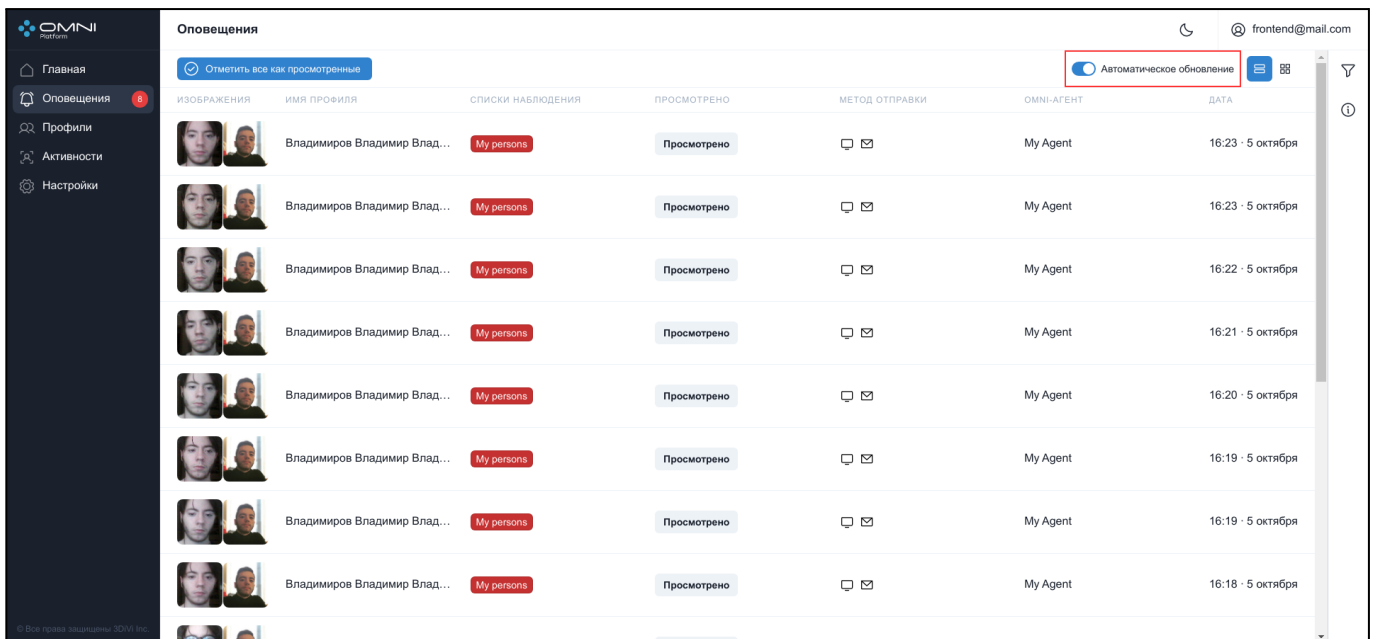 OMNI
Platform
Оповещения
frontend@mail.com
Главная
Оповещения 8
Профили
Активности
Настройки
Отметить все как просмотренные
Автоматическое обновление
ИЗОБРАЖЕНИЯ ИМЯ ПРОФИЛЯ СПИСКИ НАБЛЮДЕНИЯ ПРОСМОТРЕНО МЕТОД ОТПРАВКИ OMNI-АГЕНТ ДАТА
Владимиров Владимир Влад... My persons Просмотрено My Agent 16:23 · 5 октября
Владимиров Владимир Влад... My persons Просмотрено My Agent 16:23 · 5 октября
Владимиров Владимир Влад... My persons Просмотрено My Agent 16:22 · 5 октября
Владимиров Владимир Влад... My persons Просмотрено My Agent 16:21 · 5 октября
Владимиров Владимир Влад... My persons Просмотрено My Agent 16:20 · 5 октября
Владимиров Владимир Влад... My persons Просмотрено My Agent 16:19 · 5 октября
Владимиров Владимир Влад... My persons Просмотрено My Agent 16:19 · 5 октября
Владимиров Владимир Влад... My persons Просмотрено My Agent 16:18 · 5 октября
© Все права защищены 3DiVi Inc.